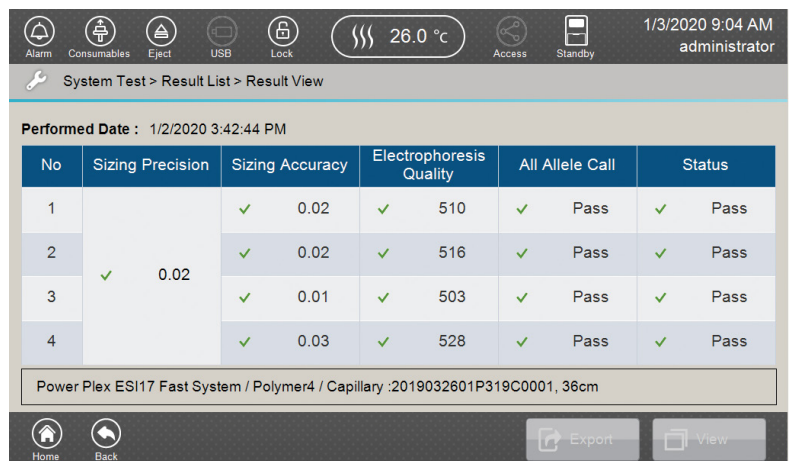 Alarm Consumables Eject USB Lock 26.0 °c Access Standby 1/3/2020 9:04 AM
administrator
System Test > Result List > Result View
Performed Date : 1/2/2020 3:42:44 PM
No Sizing Precision Sizing Accuracy Electrophoresis Quality All Allele Call Status
1 0.02 510 Pass Pass
2 0.02 516 Pass Pass
0.02
3 0.01 503 Pass Pass
4 0.03 528 Pass Pass
Power Plex ESI17 Fast System / Polymer4 / Capillary :2019032601P319C0001, 36cm
Home Back Export View